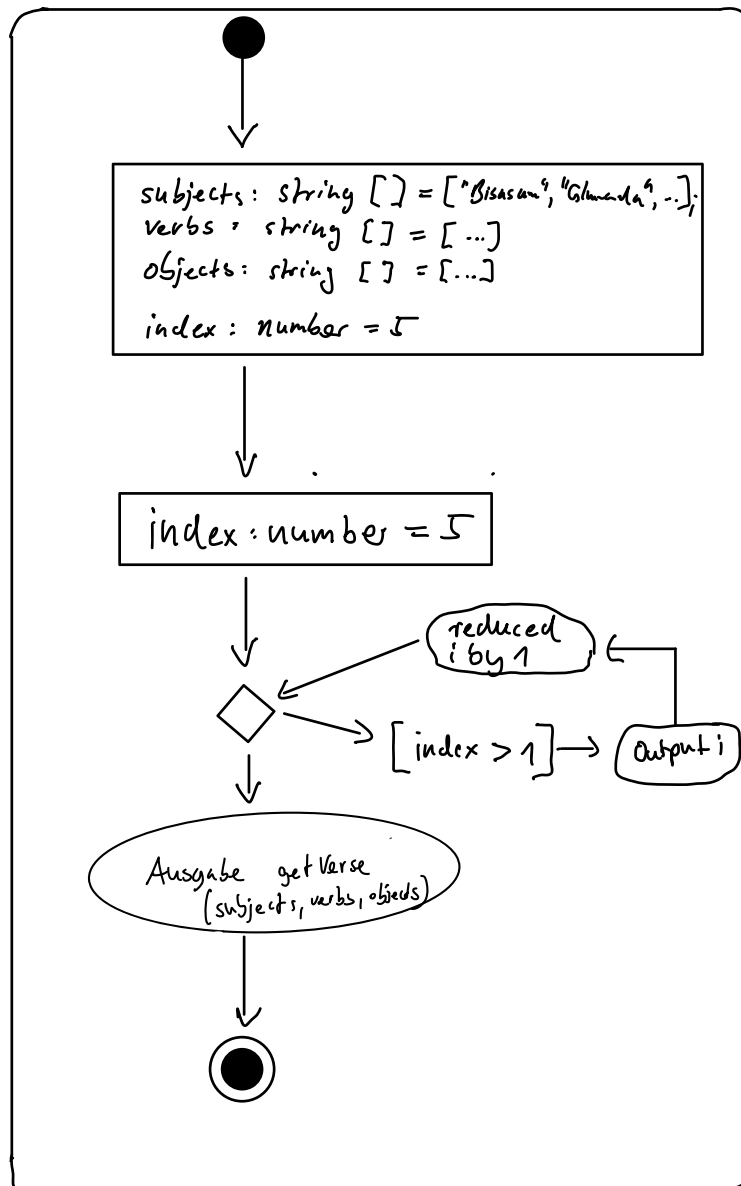 subjects: string [] = ["Bisasam", "Glumanda", ...];
verbs : string [] = [...]
objects: string [] = [...]
index : number = 5
index : number = 5
reduced
i by 1
[index > 1]
Output i
Ausgabe getVerse
(subjects, verbs, objects)